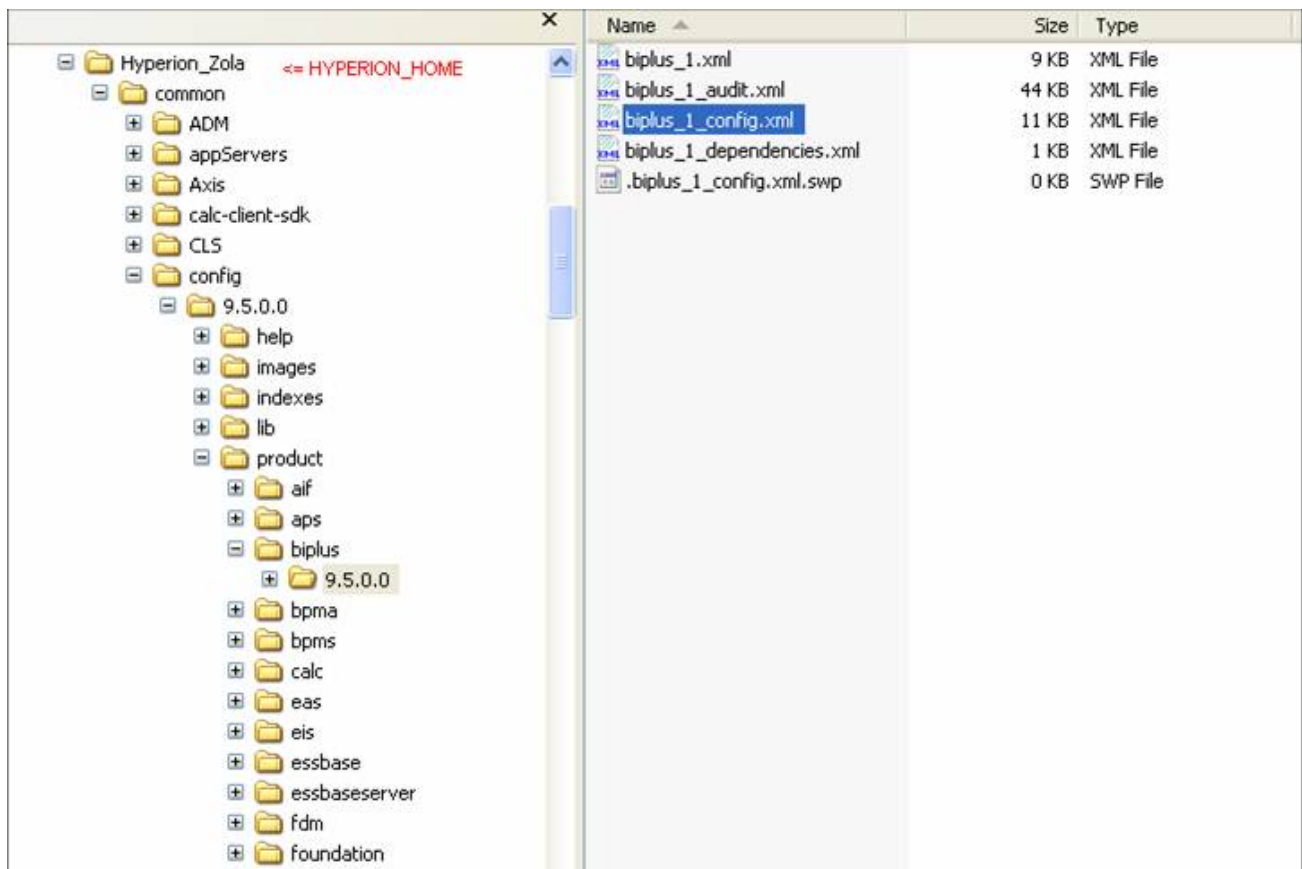 Hyperion_Zola <= HYPERION_HOME
common
ADM
appServers
Axis
calc-client-sdk
CLS
config
9.5.0.0
help
images
indexes
lib
product
aif
aps
biplus
9.5.0.0
bpma
bpms
calc
eas
eis
essbase
essbaseserver
fdm
foundation
Name Size Type
biplus_1.xml 9 KB XML File
biplus_1_audit.xml 44 KB XML File
biplus_1_config.xml 11 KB XML File
biplus_1_dependencies.xml 1 KB XML File
.biplus_1_config.xml.swp 0 KB SWP File